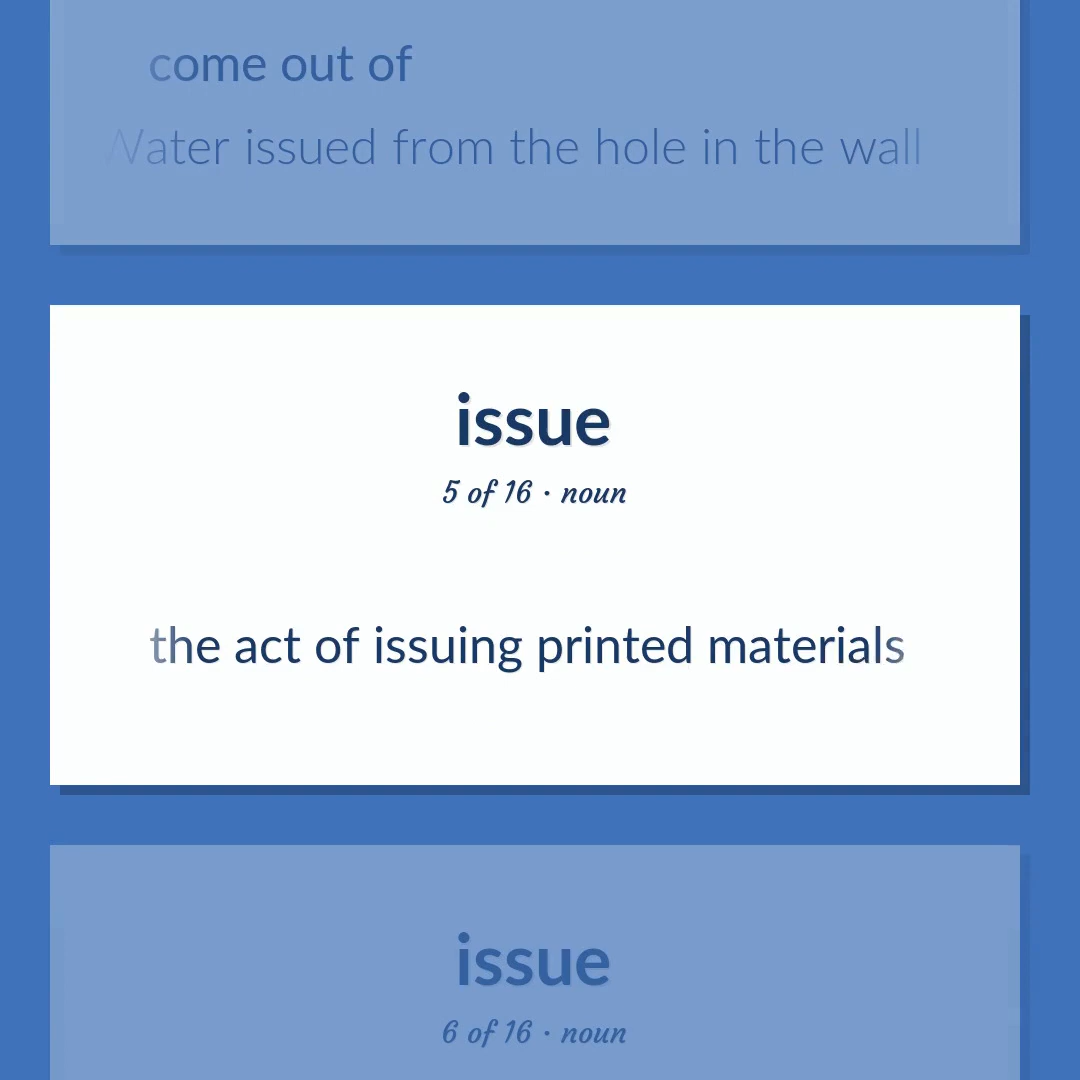 come out of
Water issued from the hole in the wall
issue
5 of 16 · noun
the act of issuing printed materials
issue
6 of 16 · noun